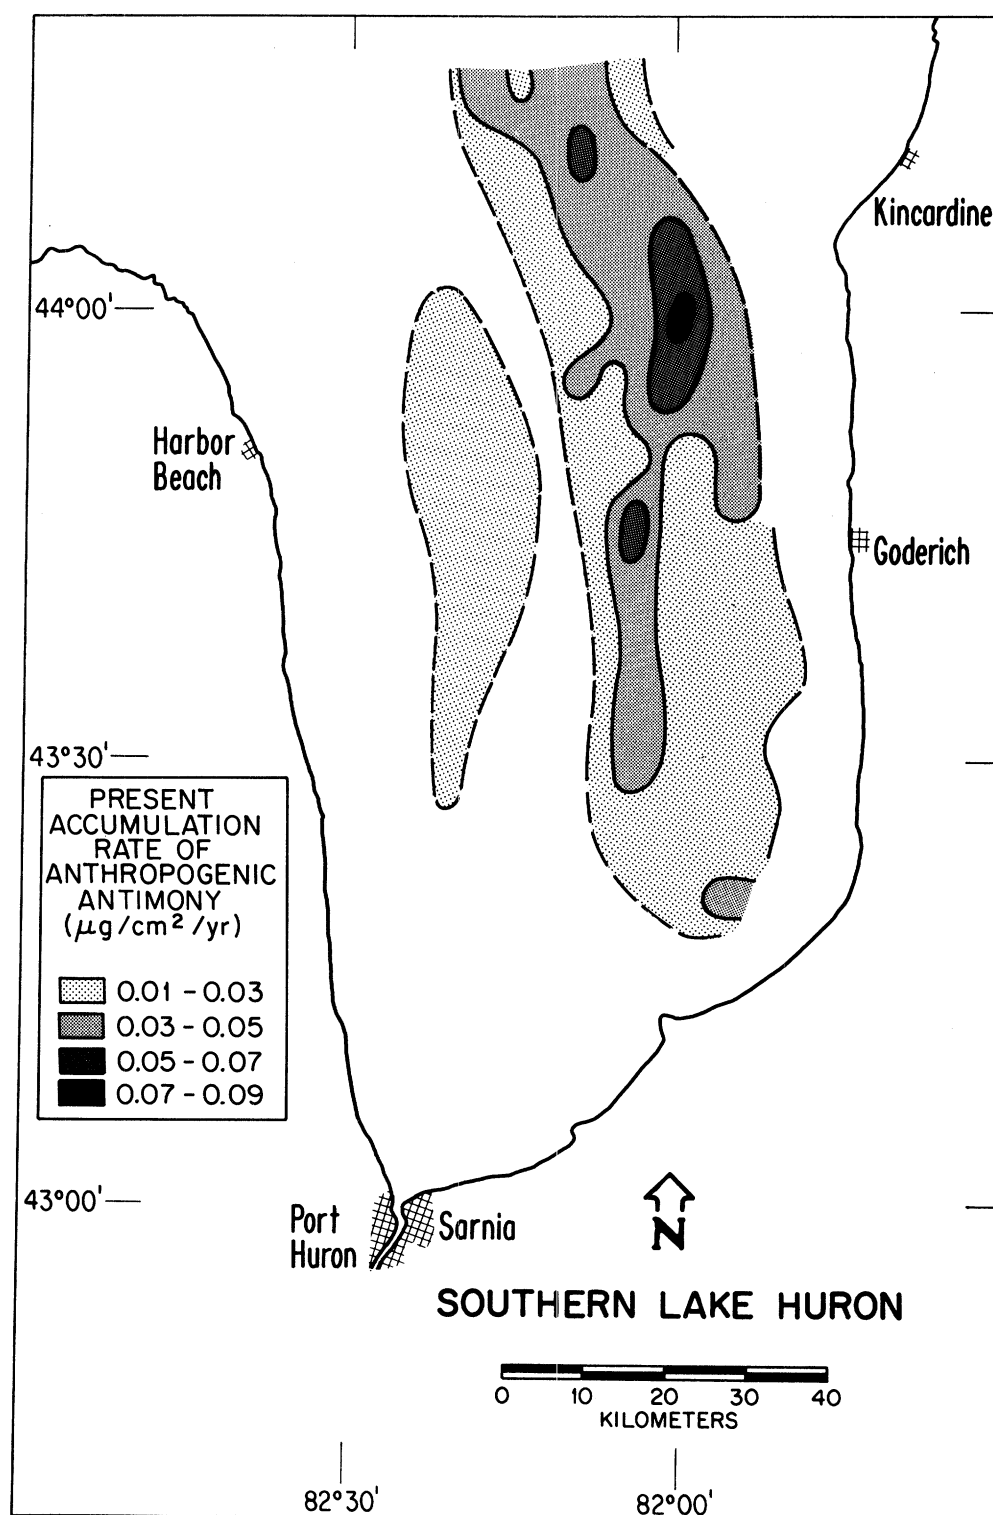 Kincardine
44°00'
Harbor
Beach
Goderich
43°30'
PRESENT
ACCUMULATION
RATE OF
ANTHROPOGENIC
ANTIMONY
(μg/cm²/yr)
0.01 - 0.03
0.03 - 0.05
0.05 - 0.07
0.07 - 0.09
43°00'
Port
Huron
Sarnia
N
SOUTHERN LAKE HURON
0 10 20 30 40
KILOMETERS
82°30'
82°00'